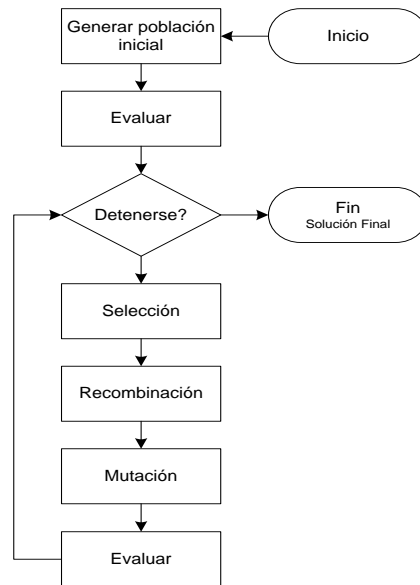 Generar población
inicial
Inicio
Evaluar
Detenerse?
Fin
Solución Final
Selección
Recombinación
Mutación
Evaluar